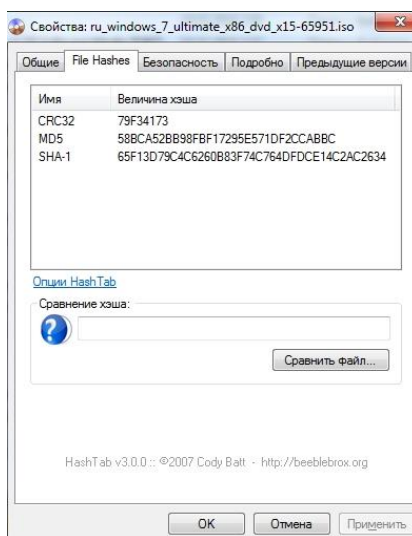 Свойства: ru_windows_7_ultimate_x86_dvd_x15-65951.iso
Общие File Hashes Безопасность Подробно Предыдущие версии
Имя Величина хэша
CRC32 79F34173
MD5 58BCA52BB98FBF17295E571DF2CCABBC
SHA-1 65F13D79C4C6260B83F74C764DFDCE14C2AC2634
Опции HashTab
Сравнение хэша:
Сравнить файл...
HashTab v3.0.0 :: ©2007 Cody Batt - http://beeblebrox.org
OK Отмена Применить